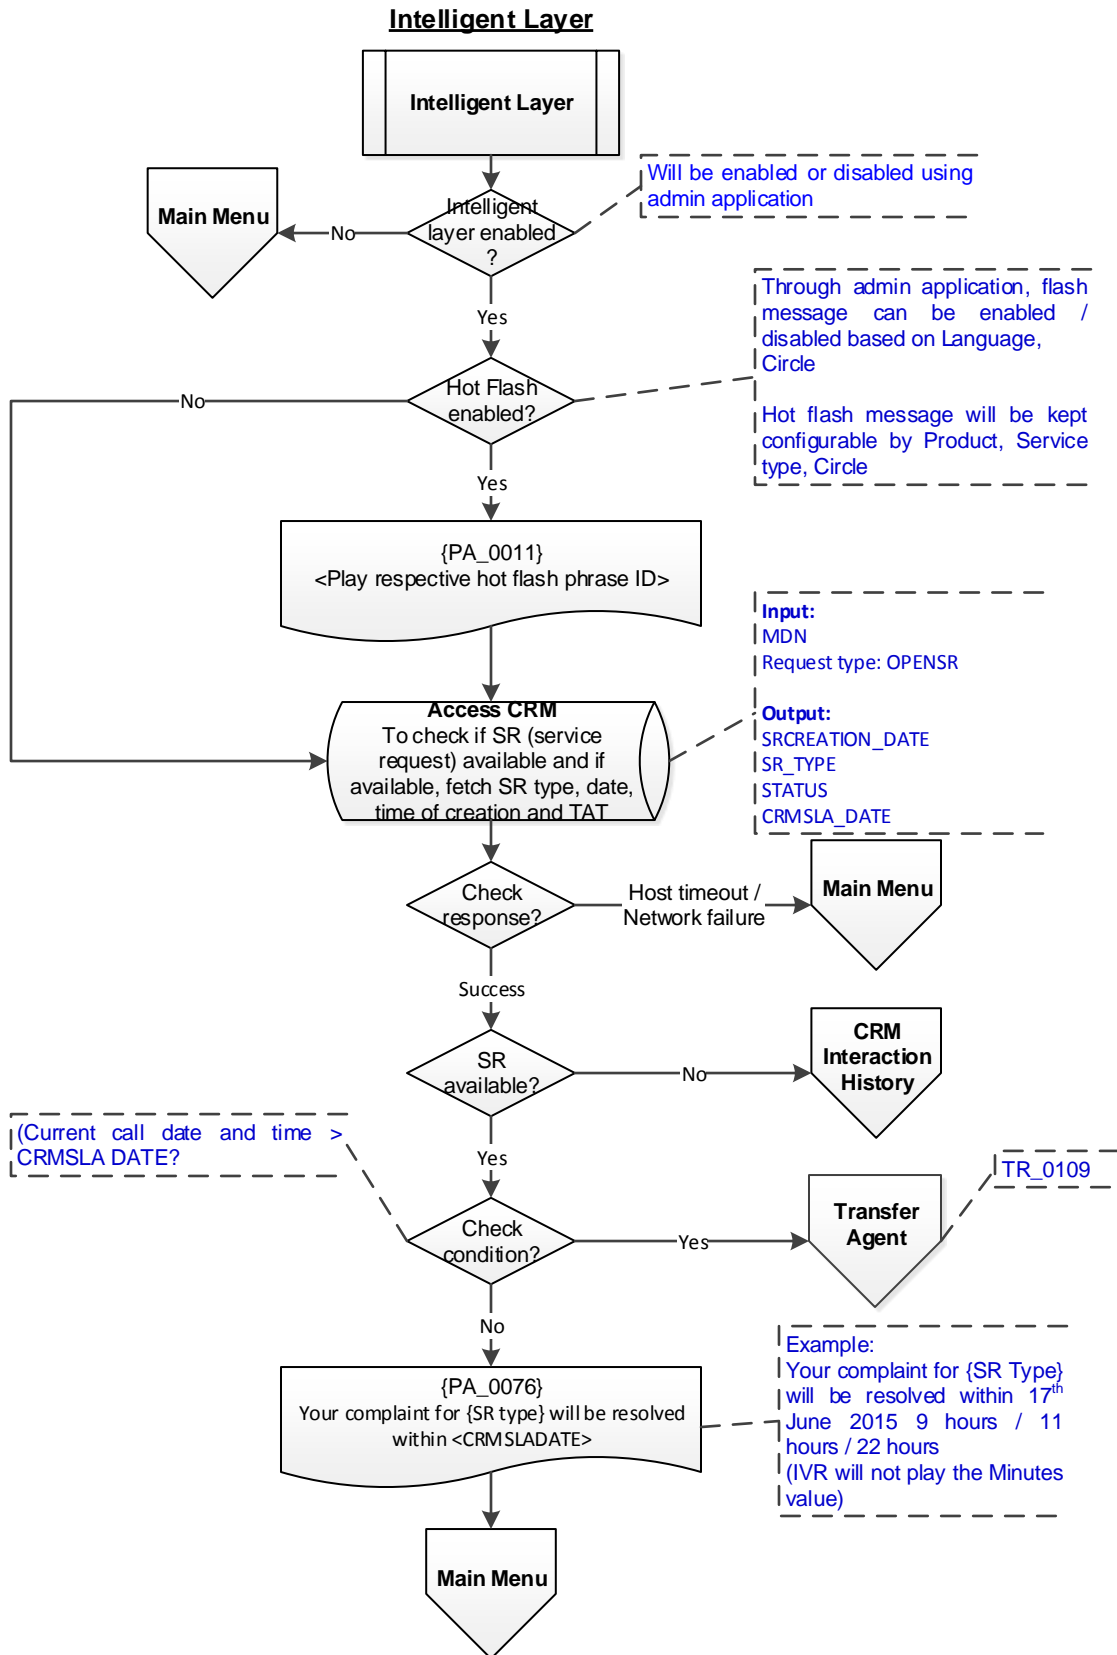 Intelligent Layer
Intelligent Layer
Will be enabled or disabled using
admin application
Main Menu
No
Intelligent
layer enabled
?
Yes
Through admin application, flash
message can be enabled /
disabled based on Language,
Circle
Hot flash message will be kept
configurable by Product, Service
type, Circle
No
Hot Flash
enabled?
Yes
{PA_0011}
<Play respective hot flash phrase ID>
Input:
MDN
Request type: OPENSR
Output:
SRCREATION_DATE
SR_TYPE
STATUS
CRMSLA_DATE
Access CRM
To check if SR (service
request) available and if
available, fetch SR type, date,
time of creation and TAT
Check
response?
Host timeout /
Network failure
Main Menu
Success
SR
available?
No
CRM
Interaction
History
(Current call date and time >
CRMSLA DATE?
Yes
TR_0109
Check
condition?
Yes
Transfer
Agent
No
{PA_0076}
Your complaint for {SR type} will be resolved
within <CRMSLADATE>
Example:
Your complaint for {SR Type}
will be resolved within 17th
June 2015 9 hours / 11
hours / 22 hours
(IVR will not play the Minutes
value)
Main Menu